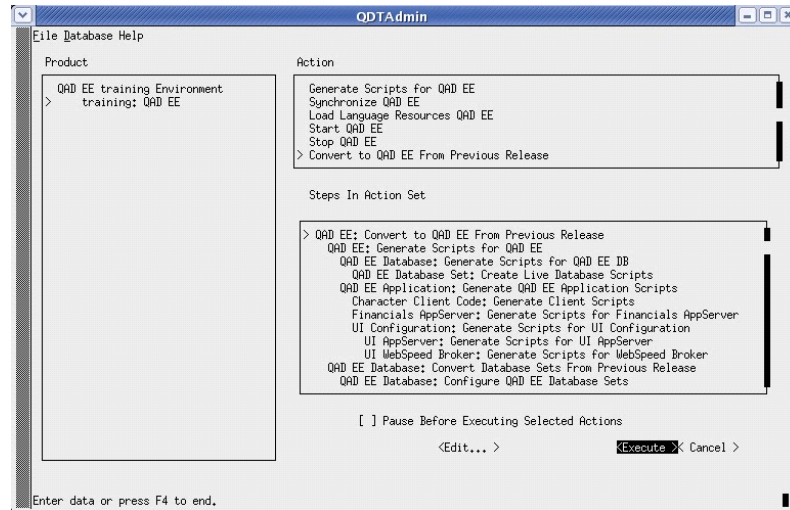 QDTAdmin
File Database Help
Product
QAD EE training Environment
> training: QAD EE
Action
Generate Scripts for QAD EE
Synchronize QAD EE
Load Language Resources QAD EE
Start QAD EE
Stop QAD EE
> Convert to QAD EE From Previous Release
Steps In Action Set
> QAD EE: Convert to QAD EE From Previous Release
QAD EE: Generate Scripts for QAD EE
QAD EE Database: Generate Scripts for QAD EE DB
QAD EE Database Set: Create Live Database Scripts
QAD EE Application: Generate QAD EE Application Scripts
Character Client Code: Generate Client Scripts
Financials AppServer: Generate Scripts for Financials AppServer
UI Configuration: Generate Scripts for UI Configuration
UI AppServer: Generate Scripts for UI AppServer
UI WebSpeed Broker: Generate Scripts for WebSpeed Broker
QAD EE Database: Convert Database Sets From Previous Release
QAD EE Database: Configure QAD EE Database Sets
[ ] Pause Before Executing Selected Actions
<Edit... > <Execute >< Cancel >
Enter data or press F4 to end.